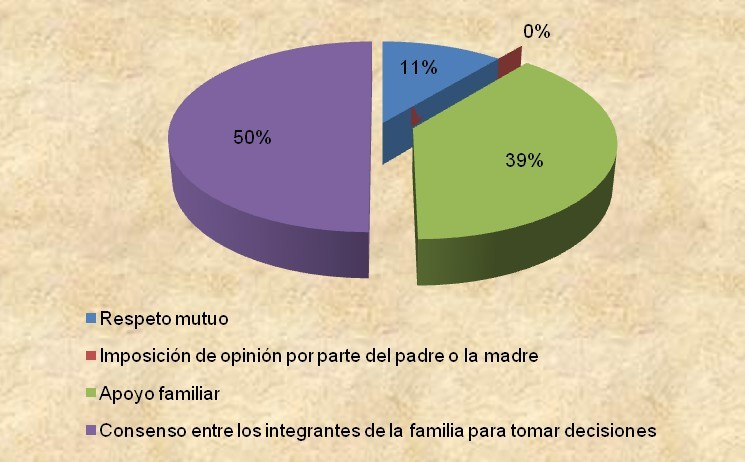 0%
11%
50%
39%
Respeto mutuo
Imposición de opinión por parte del padre o la madre
Apoyo familiar
Consenso entre los integrantes de la familia para tomar decisiones